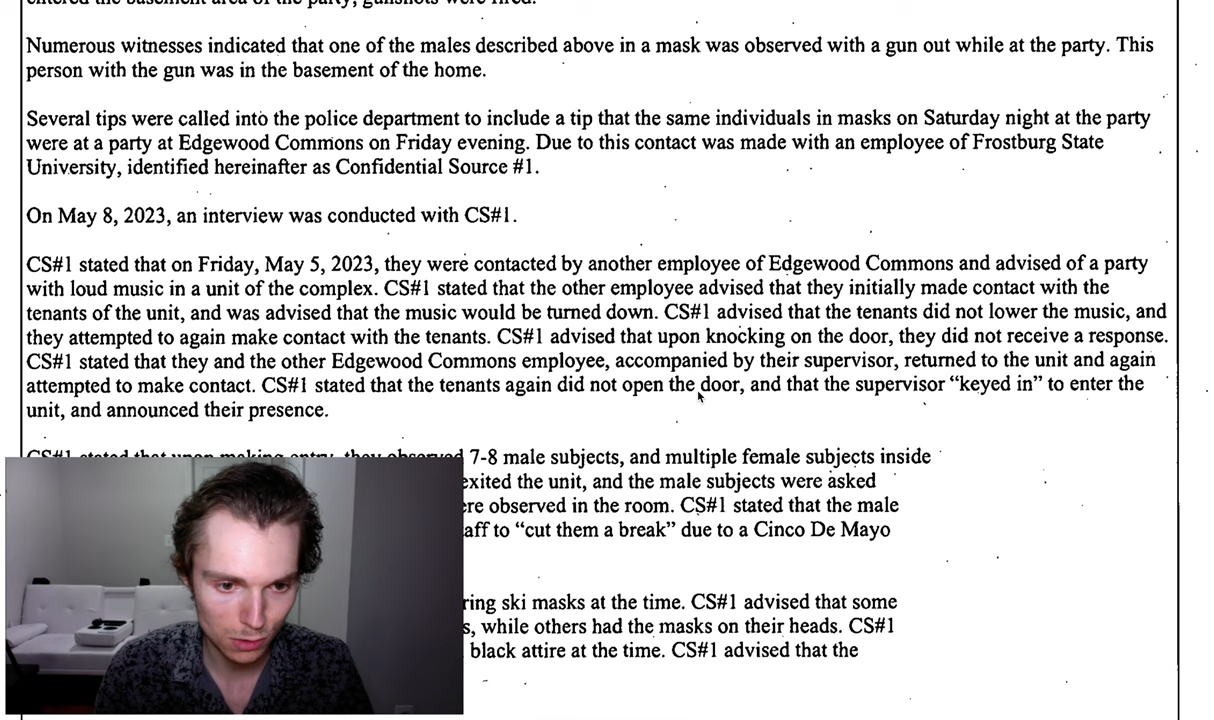 entered the basement area of the party, gunshots were fired.
Numerous witnesses indicated that one of the males described above in a mask was observed with a gun out while at the party. This
person with the gun was in the basement of the home.
Several tips were called into the police department to include a tip that the same individuals in masks on Saturday night at the party
were at a party at Edgewood Commons on Friday evening. Due to this contact was made with an employee of Frostburg State
University, identified hereinafter as Confidential Source #1.
On May 8, 2023, an interview was conducted with CS#1.
CS#1 stated that on Friday, May 5, 2023, they were contacted by another employee of Edgewood Commons and advised of a party
with loud music in a unit of the complex. CS#1 stated that the other employee advised that they initially made contact with the
tenants of the unit, and was advised that the music would be turned down. CS#1 advised that the tenants did not lower the music, and
they attempted to again make contact with the tenants. CS#1 advised that upon knocking on the door, they did not receive a response.
CS#1 stated that they and the other Edgewood Commons employee, accompanied by their supervisor, returned to the unit and again
attempted to make contact. CS#1 stated that the tenants again did not open the door, and that the supervisor “keyed in” to enter the
unit, and announced their presence.
CS#1 stated that upon making entry, they observed 7-8 male subjects, and multiple female subjects inside
exited the unit, and the male subjects were asked
observed in the room. CS#1 stated that the male
to “cut them a break” due to a Cinco De Mayo
ski masks at the time. CS#1 advised that some
while others had the masks on their heads. CS#1
black attire at the time. CS#1 advised that the